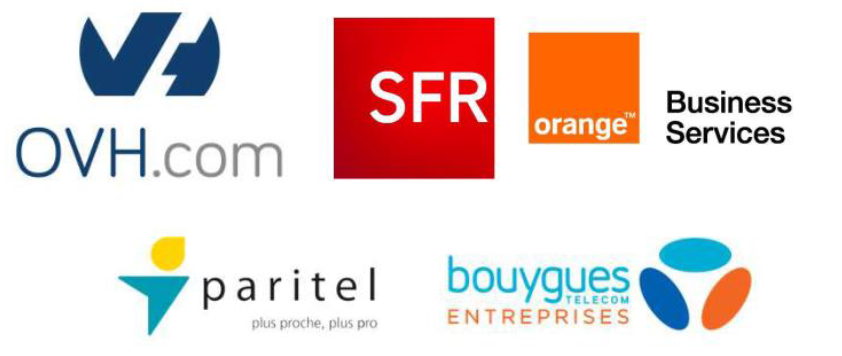 OVH.com
SFR
orange™
Business
Services
paritel
plus proche, plus pro
bouygues
TELECOM
ENTREPRISES